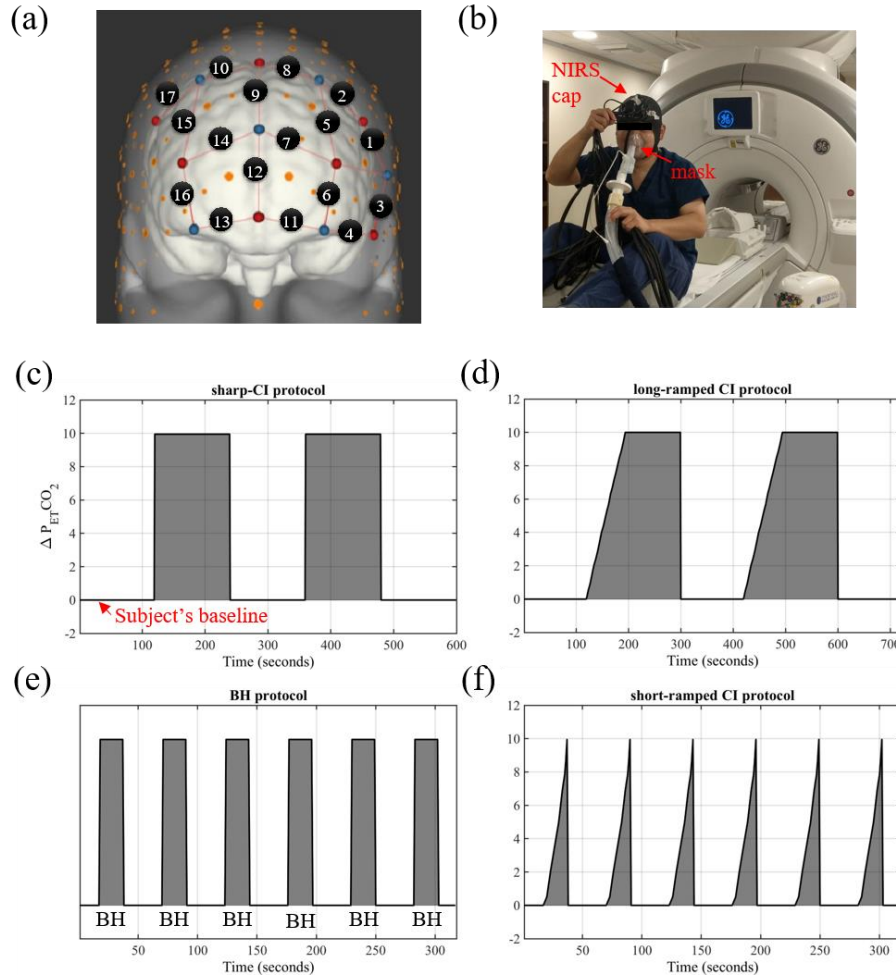 (a)
10
8
17
9
2
15
5
14
7
1
12
16
6
3
13
11
4
(b)
NIRS
cap
mask
(c)
sharp-CI protocol
Δ P_ET CO_2
12
10
8
6
4
2
0
-2
Subject's baseline
100 200 300 400 500 600
Time (seconds)
(d)
long-ramped CI protocol
12
10
8
6
4
2
0
-2
100 200 300 400 500 600 700
Time (seconds)
(e)
BH protocol
BH BH BH BH BH BH
50 100 150 200 250 300
Time (seconds)
(f)
short-ramped CI protocol
12
10
8
6
4
2
0
-2
50 100 150 200 250 300
Time (seconds)